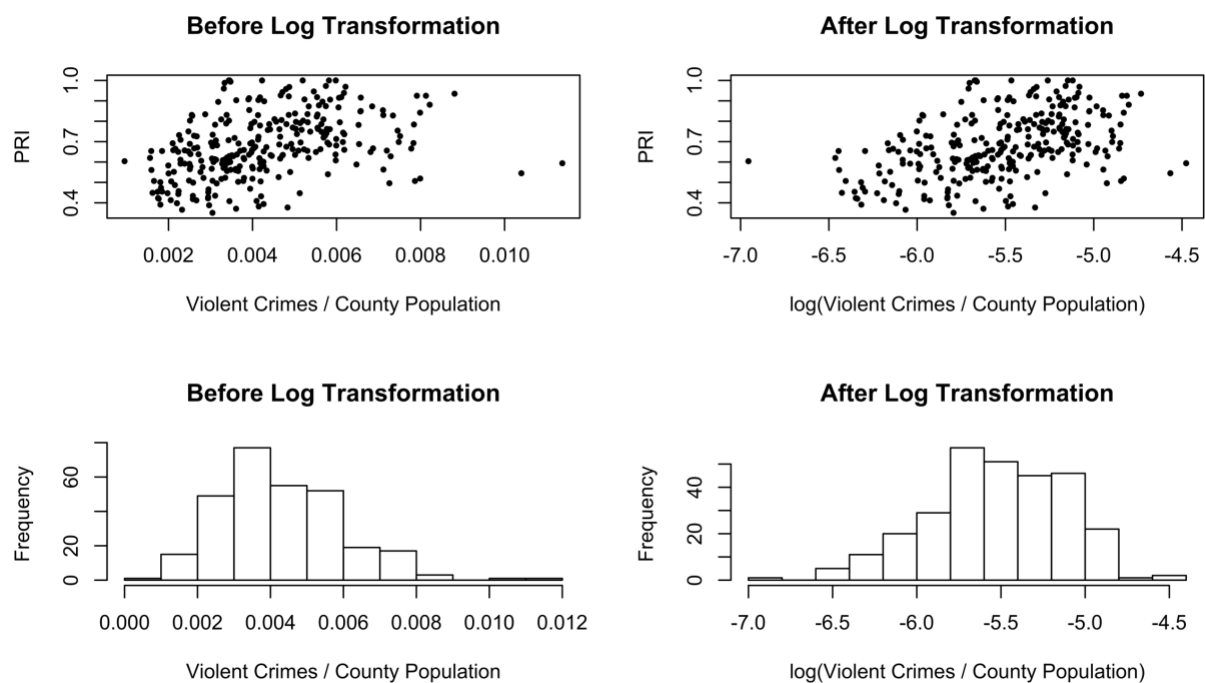 Before Log Transformation
PRI
0.4 0.7 1.0
0.002 0.004 0.006 0.008 0.010
Violent Crimes / County Population
After Log Transformation
PRI
0.4 0.7 1.0
-7.0 -6.5 -6.0 -5.5 -5.0 -4.5
log(Violent Crimes / County Population)
Before Log Transformation
Frequency
0 20 60
0.000 0.002 0.004 0.006 0.008 0.010 0.012
Violent Crimes / County Population
After Log Transformation
Frequency
0 20 40
-7.0 -6.5 -6.0 -5.5 -5.0 -4.5
log(Violent Crimes / County Population)